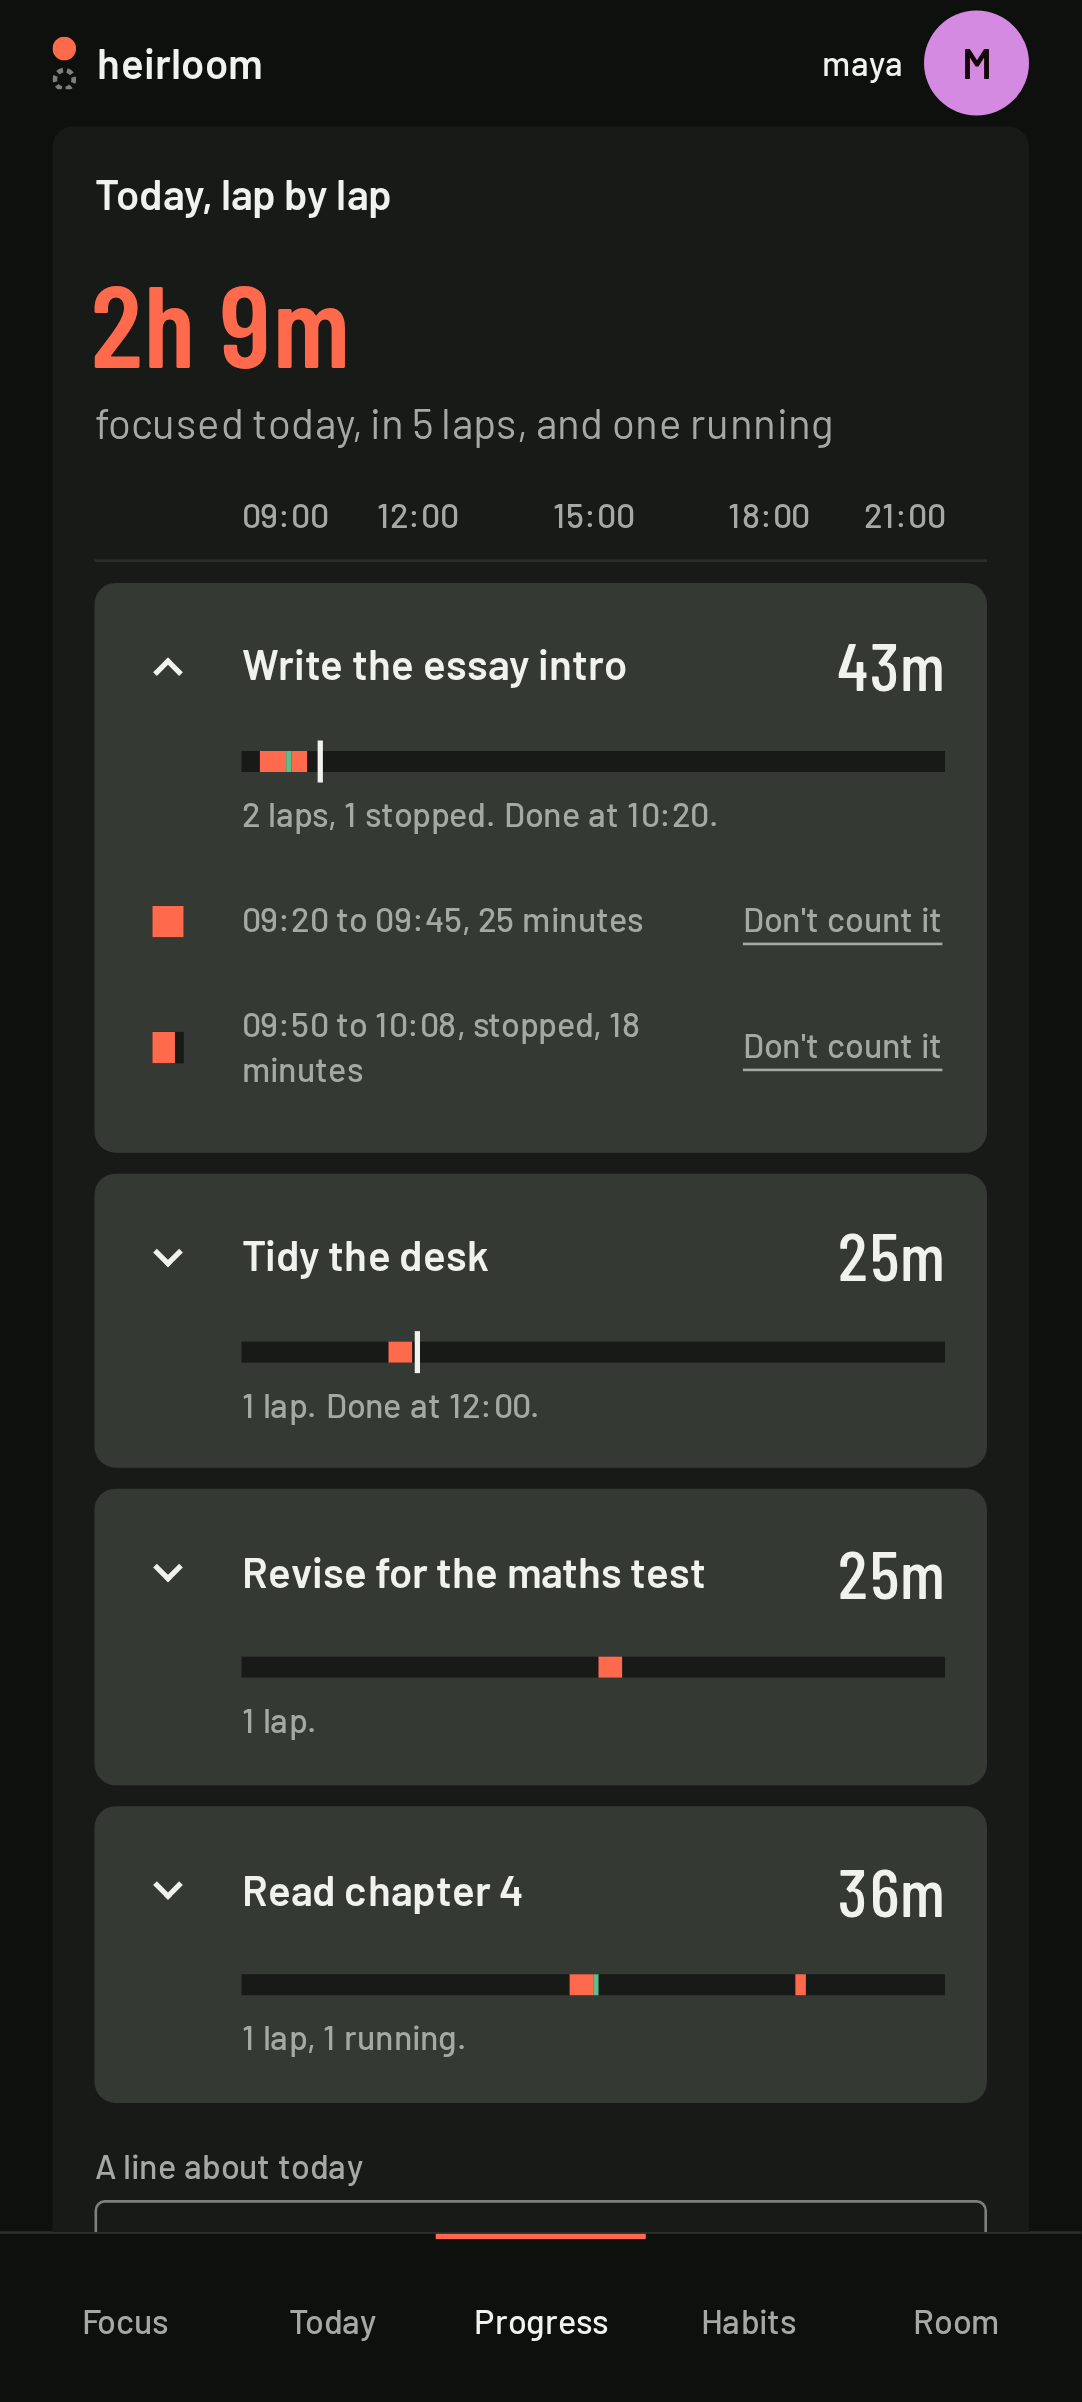 heirloom
maya
M
Today, lap by lap
2h 9m
focused today, in 5 laps, and one running
09:00 12:00 15:00 18:00 21:00
Write the essay intro 43m
2 laps, 1 stopped. Done at 10:20.
09:20 to 09:45, 25 minutes Don't count it
09:50 to 10:08, stopped, 18
minutes
Don't count it
Tidy the desk 25m
1 lap. Done at 12:00.
Revise for the maths test 25m
1 lap.
Read chapter 4 36m
1 lap, 1 running.
A line about today
Focus Today Progress Habits Room